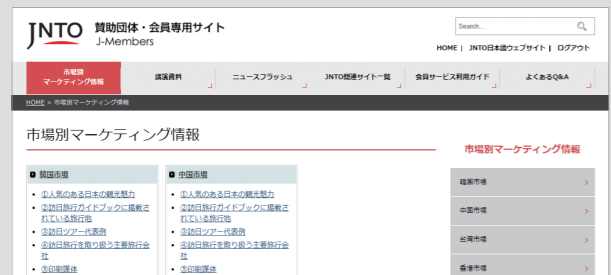 JNTO 賛助団体・会員専用サイト
J-Members
Search...
HOME | JNTO日本語ウェブサイト | ログアウト
市場別
マーケティング情報
講演資料
ニュースフラッシュ
JNTO関連サイト一覧
会員サービス利用ガイド
よくあるQ&A
HOME > 市場別マーケティング情報
市場別マーケティング情報
市場別マーケティング情報
韓国市場
①人気のある日本の観光魅力
②訪日旅行ガイドブックに掲載さ
れている旅行地
③訪日ツアー代表例
④訪日旅行を取り扱う主要旅行会
社
⑤印刷媒体
中国市場
①人気のある日本の観光魅力
②訪日旅行ガイドブックに掲載さ
れている旅行地
③訪日ツアー代表例
④訪日旅行を取り扱う主要旅行会
社
⑤印刷媒体
韓国市場
中国市場
台湾市場
香港市場